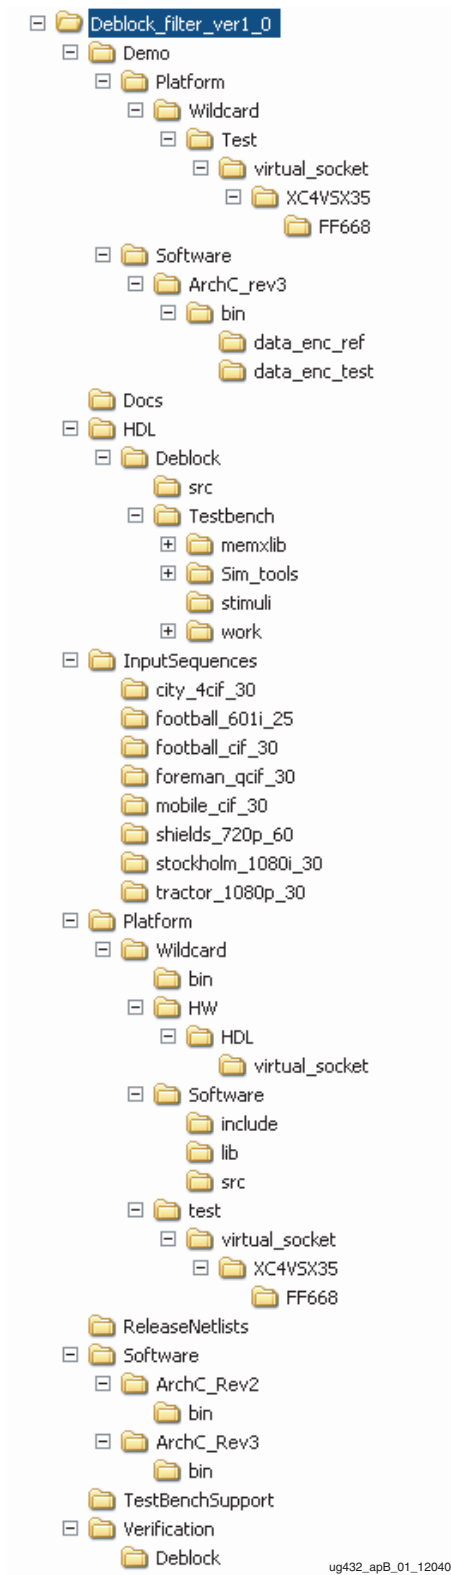 Deblock_filter_ver1_0
Demo
Platform
Wildcard
Test
virtual_socket
XC4VSX35
FF668
Software
ArchC_rev3
bin
data_enc_ref
data_enc_test
Docs
HDL
Deblock
src
Testbench
memxlib
Sim_tools
stimuli
work
InputSequences
city_4cif_30
football_601i_25
football_cif_30
foreman_qcif_30
mobile_cif_30
shields_720p_60
stockholm_1080i_30
tractor_1080p_30
Platform
Wildcard
bin
HW
HDL
virtual_socket
Software
include
lib
src
test
virtual_socket
XC4VSX35
FF668
ReleaseNetlists
Software
ArchC_Rev2
bin
ArchC_Rev3
bin
TestBenchSupport
Verification
Deblock
ug432_apB_01_12040